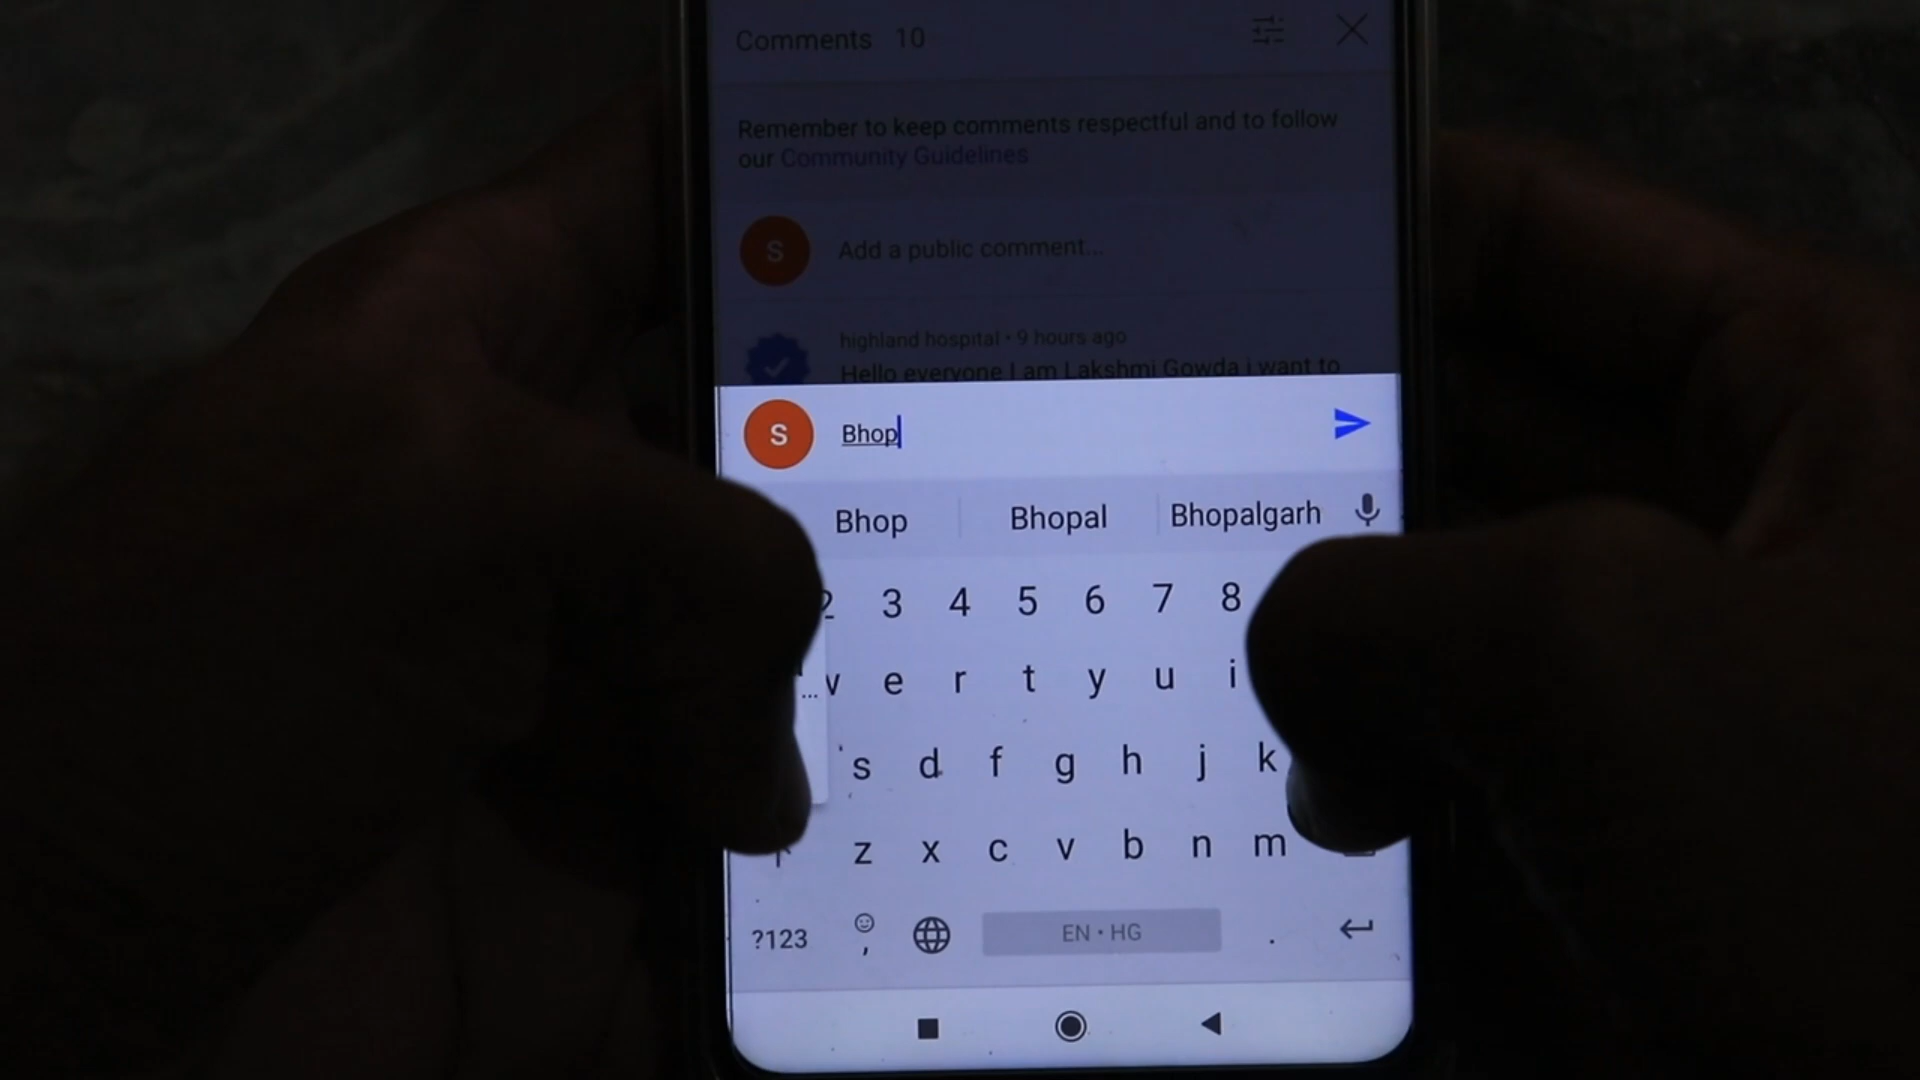 Comments 10
Remember to keep comments respectful and to follow
our Community Guidelines
S Add a public comment...
highland hospital • 9 hours ago
Hello everyone I am Lakshmi Gowda i want to
S Bhop
Bhop Bhopal Bhopalgarh
2 3 4 5 6 7 8
e r t y u i
s d f g h j k
z x c v b n m
?123 , EN • HG .